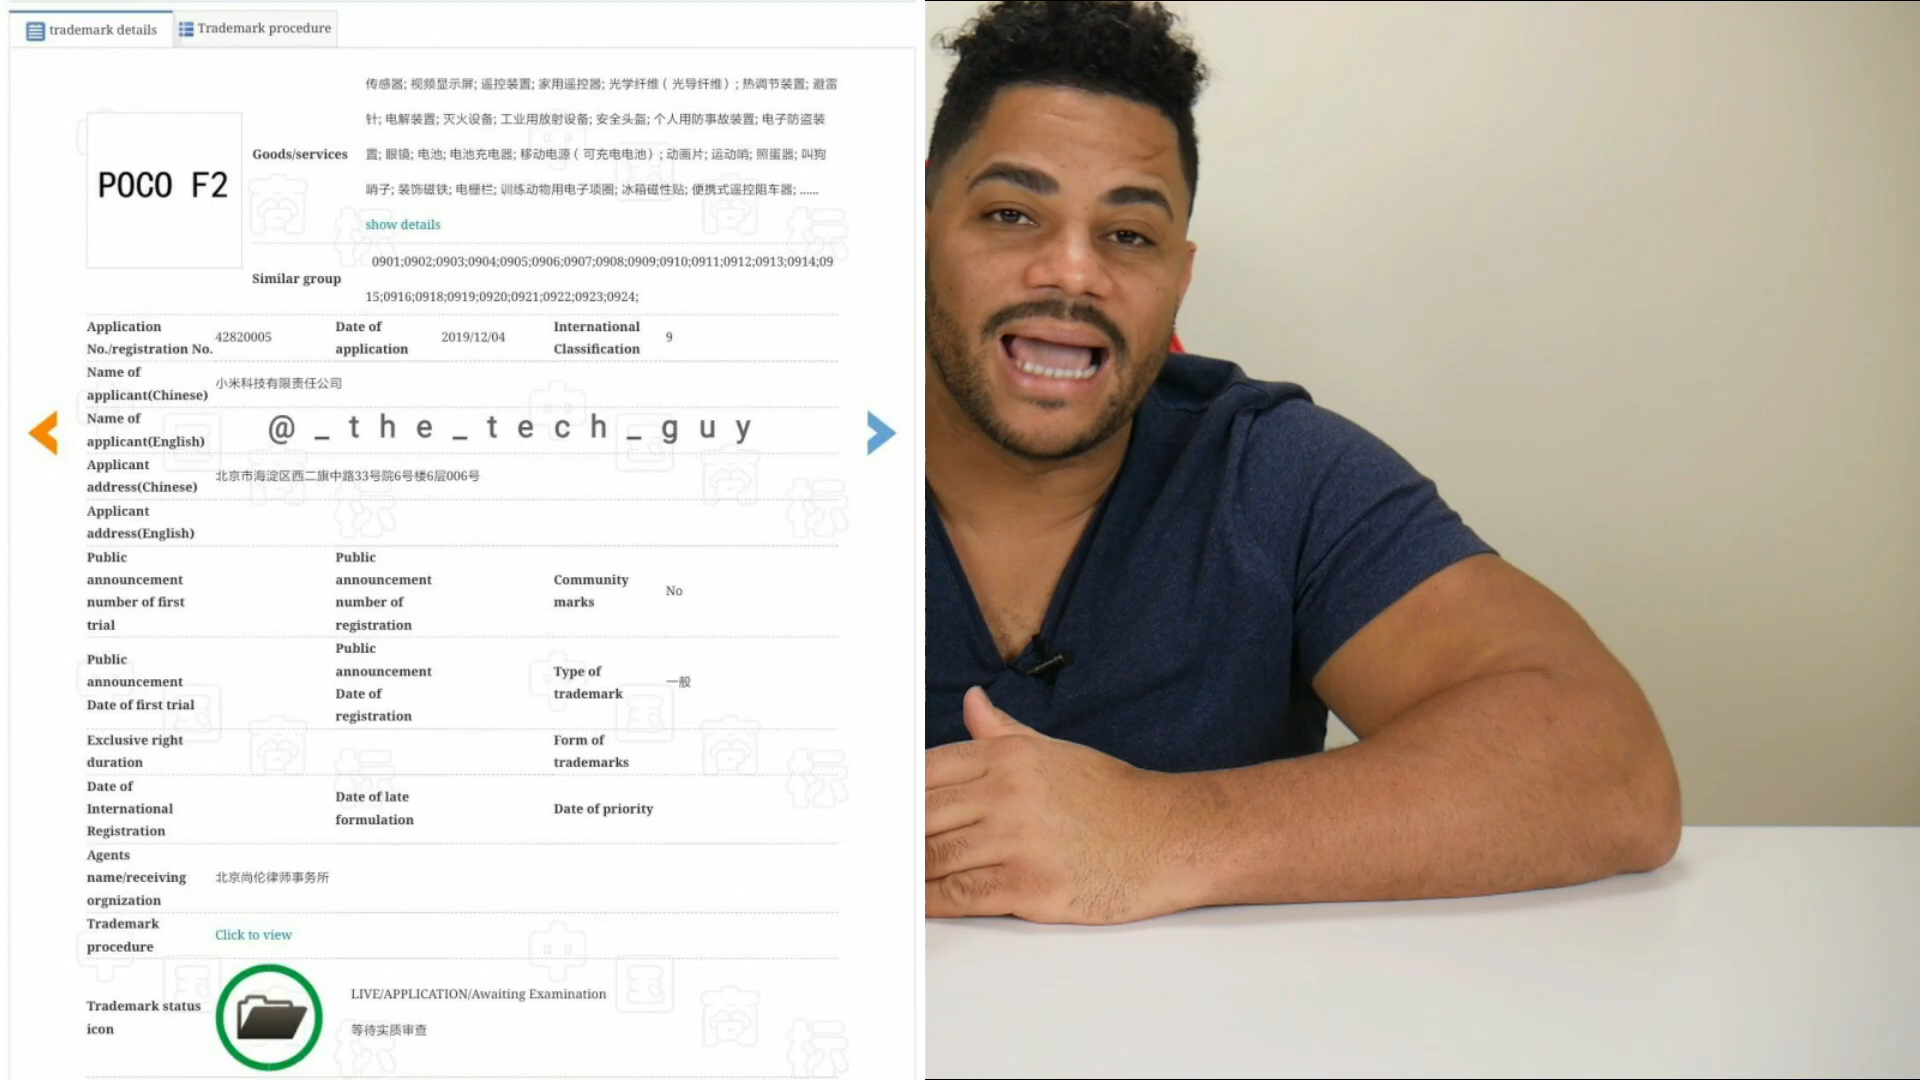 trademark details
Trademark procedure
传感器; 视频显示屏; 遥控装置; 家用遥控器; 光学纤维 ( 光导纤维 ) ; 热调节装置; 避雷
针; 电解装置; 灭火设备; 工业用放射设备; 安全头盔; 个人用防事故装置; 电子防盗装
Goods/services
置; 眼镜; 电池; 电池充电器; 移动电源 ( 可充电电池 ) ; 动画片; 运动哨; 照蛋器; 叫狗
POCO F2
哨子; 装饰磁铁; 电栅栏; 训练动物用电子项圈; 冰箱磁性贴; 便携式遥控阻车器; ......
show details
Similar group
0901;0902;0903;0904;0905;0906;0907;0908;0909;0910;0911;0912;0913;0914;09
15;0916;0918;0919;0920;0921;0922;0923;0924;
Application
No./registration No.
42820005
Date of
application
2019/12/04
International
Classification
9
Name of
applicant(Chinese)
小米科技有限责任公司
Name of
applicant(English)
@_the_tech_guy
Applicant
address(Chinese)
北京市海淀区西二旗中路33号院6号楼6层006号
Applicant
address(English)
Public
announcement
number of first
trial
Public
announcement
number of
registration
Community
marks
No
Public
announcement
Date of first trial
Public
announcement
Date of
registration
Type of
trademark
一般
Exclusive right
duration
Form of
trademarks
Date of
International
Registration
Date of late
formulation
Date of priority
Agents
name/receiving
orgnization
北京尚伦律师事务所
Trademark
procedure
Click to view
Trademark status
icon
LIVE/APPLICATION/Awaiting Examination
等待实质审查
中
国
商
标